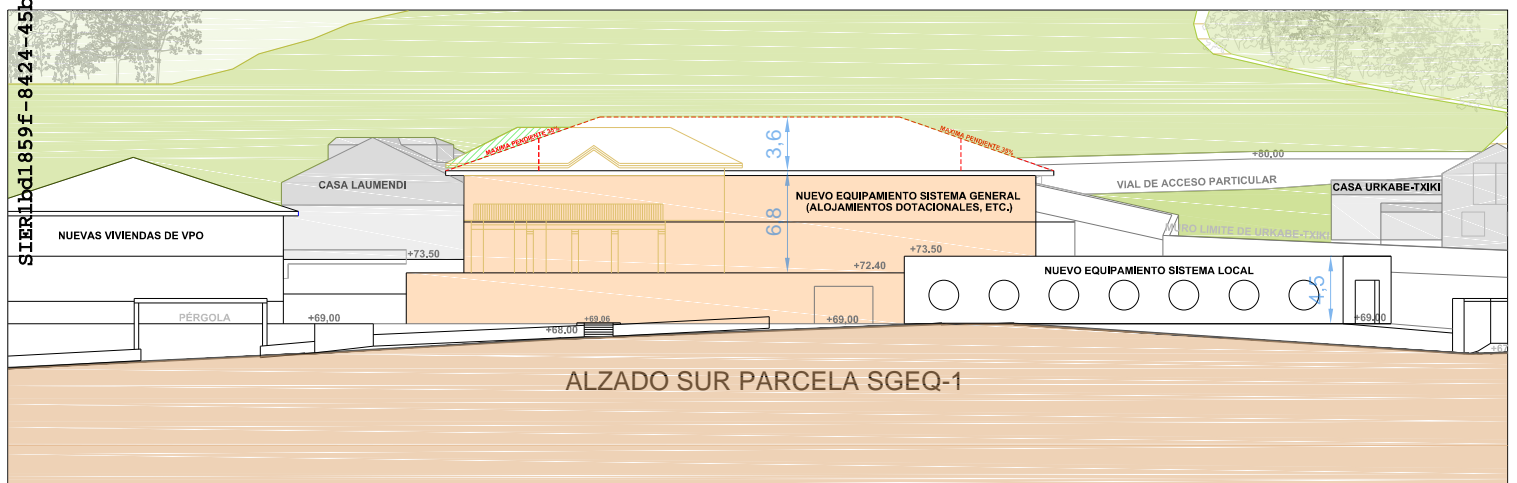 SIER1bd1859f-8424-45b
MAXIMA PENDIENTE 35%
3,6
MAXIMA PENDIENTE 35%
+80,00
CASA LAUMENDI
VIAL DE ACCESO PARTICULAR
CASA URKABE-TXIKI
NUEVO EQUIPAMIENTO SISTEMA GENERAL
(ALOJAMIENTOS DOTACIONALES, ETC.)
6,8
NUEVAS VIVIENDAS DE VPO
MURO LIMITE DE URKABE-TXIKI
+73.50
+73.50
+72.40
NUEVO EQUIPAMIENTO SISTEMA LOCAL
4,5
PÉRGOLA
+69,00
+69,06
+68,00
+69,00
+69,00
ALZADO SUR PARCELA SGEQ-1